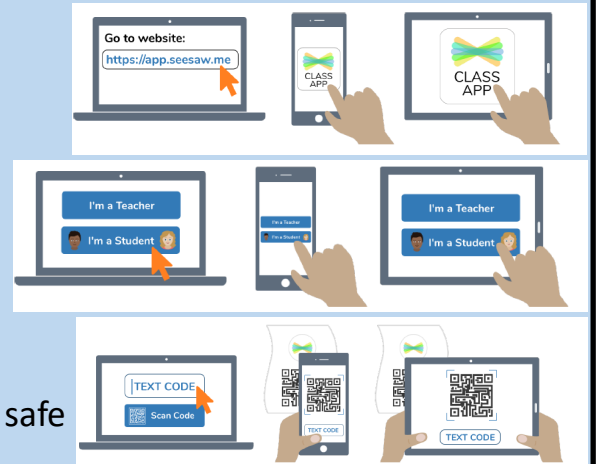 Go to website:
https://app.seesaw.me
CLASS
APP
CLASS
APP
I'm a Teacher
I'm a Student
I'm a Teacher
I'm a Student
I'm a Teacher
I'm a Student
TEXT CODE
Scan Code
TEXT CODE
TEXT CODE
safe